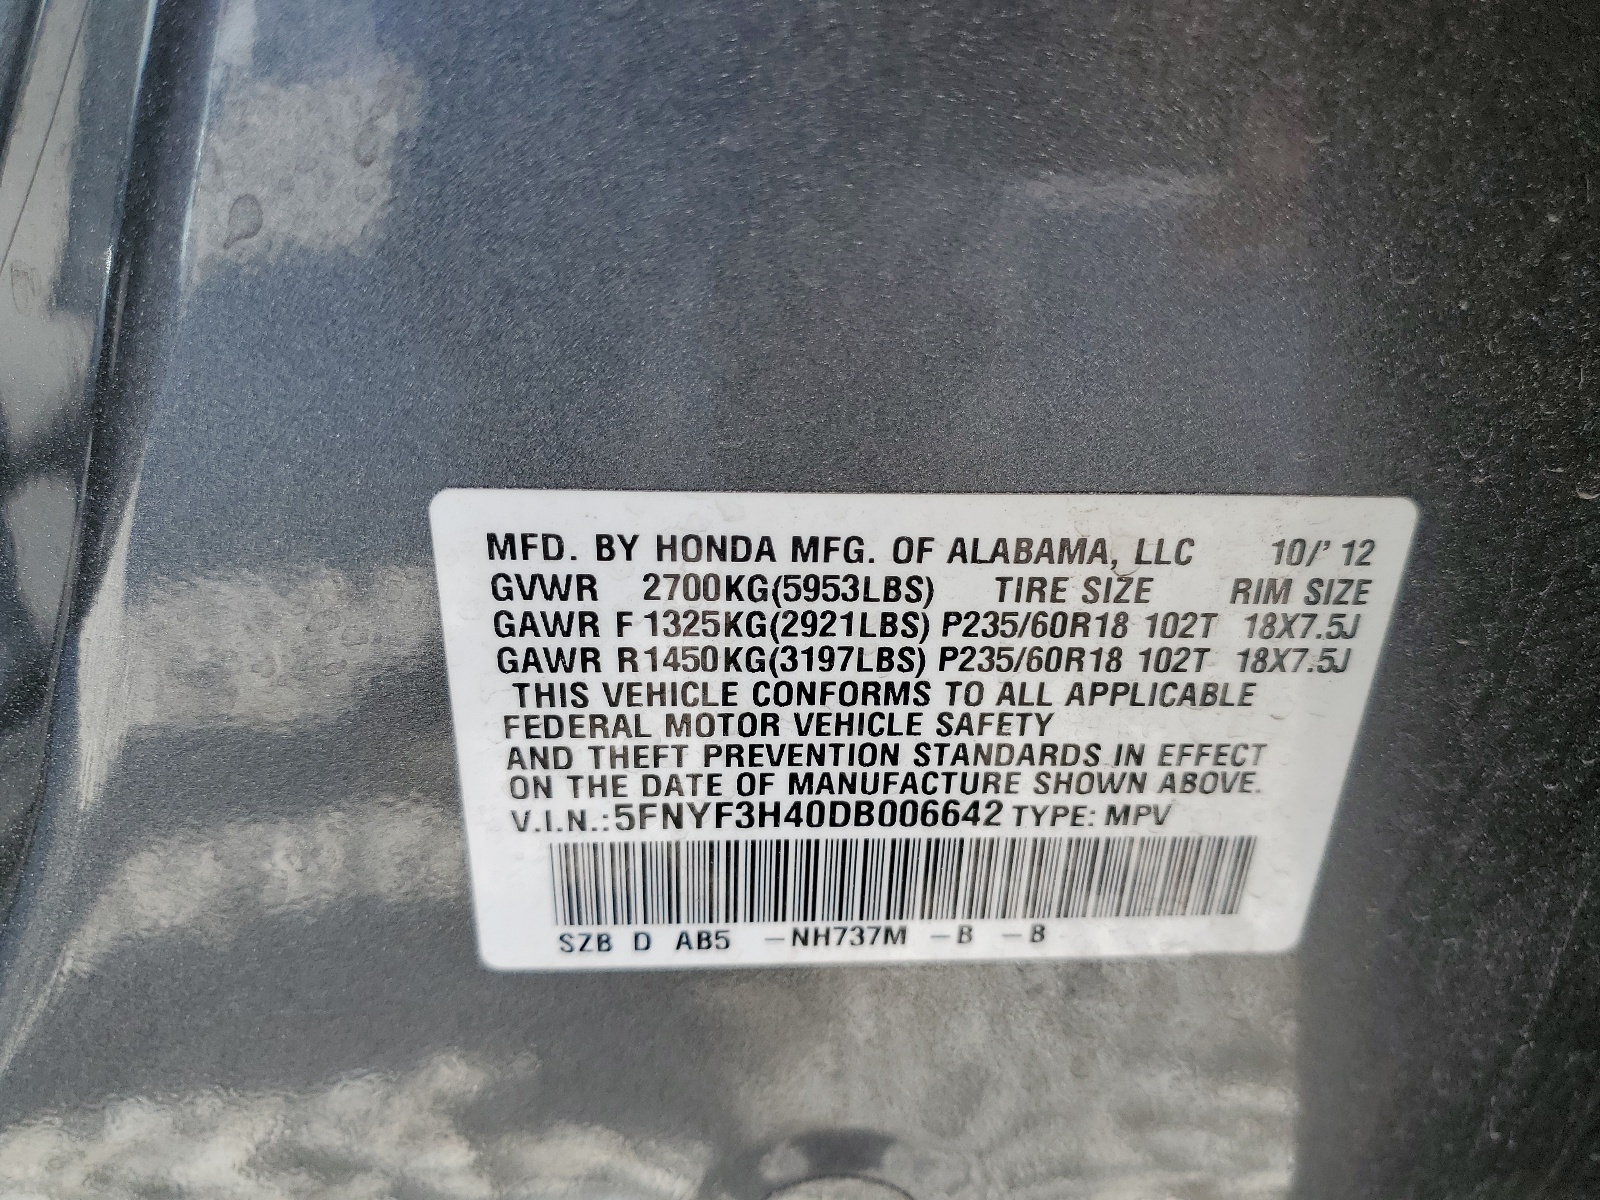 MFD. BY HONDA MFG. OF ALABAMA, LLC 10/' 12
GVWR 2700KG(5953LBS) TIRE SIZE RIM SIZE
GAWR F 1325KG(2921LBS) P235/60R18 102T 18X7.5J
GAWR R1450KG(3197LBS) P235/60R18 102T 18X7.5J
THIS VEHICLE CONFORMS TO ALL APPLICABLE
FEDERAL MOTOR VEHICLE SAFETY
AND THEFT PREVENTION STANDARDS IN EFFECT
ON THE DATE OF MANUFACTURE SHOWN ABOVE.
V.I.N.:5FNYF3H40DB006642 TYPE: MPV
SZB D AB5 -NH737M -B -B